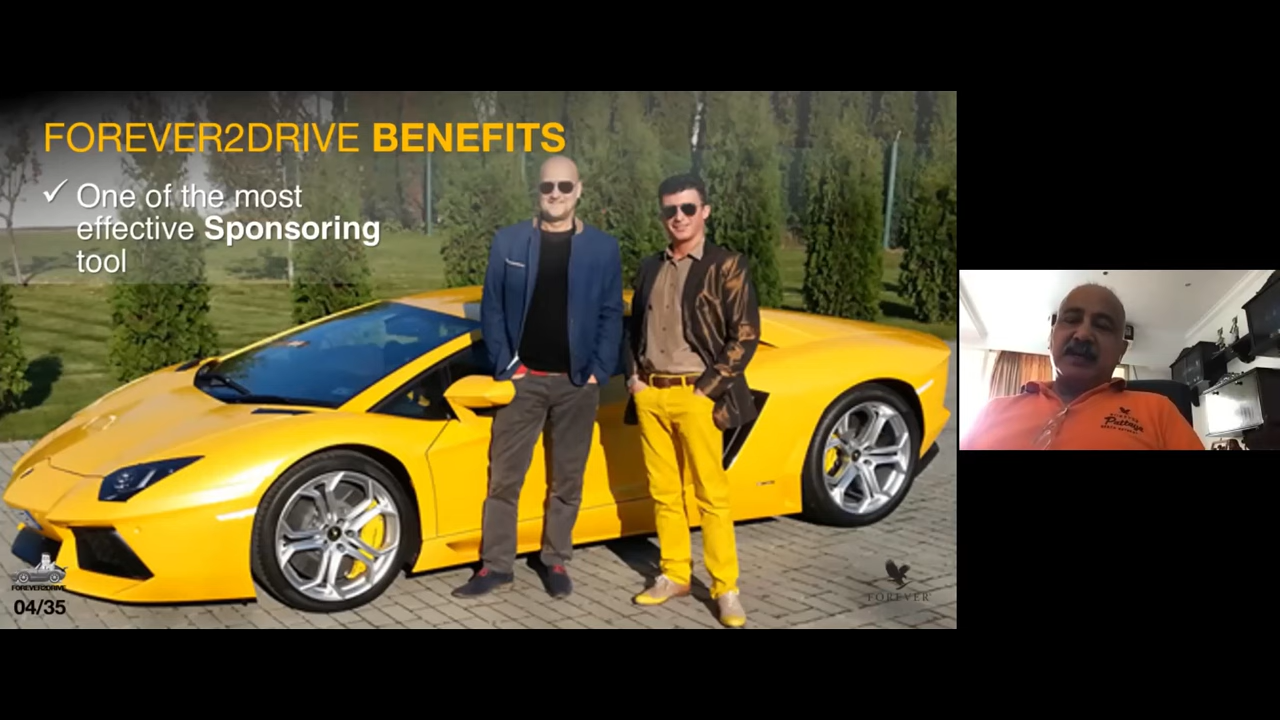 FOREVER2DRIVE BENEFITS
✓ One of the most
effective Sponsoring
tool
FOREVER2DRIVE
04/35
FOREVER
Pattaya